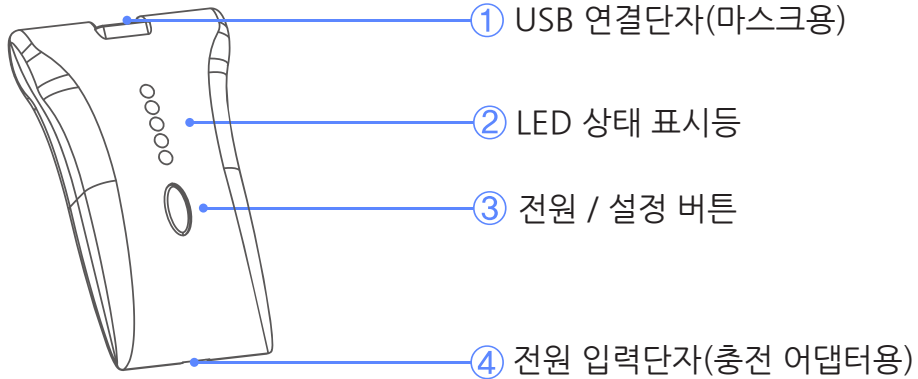 ① USB 연결단자(마스크용)
② LED 상태 표시등
③ 전원 / 설정 버튼
④ 전원 입력단자(충전 어댑터용)